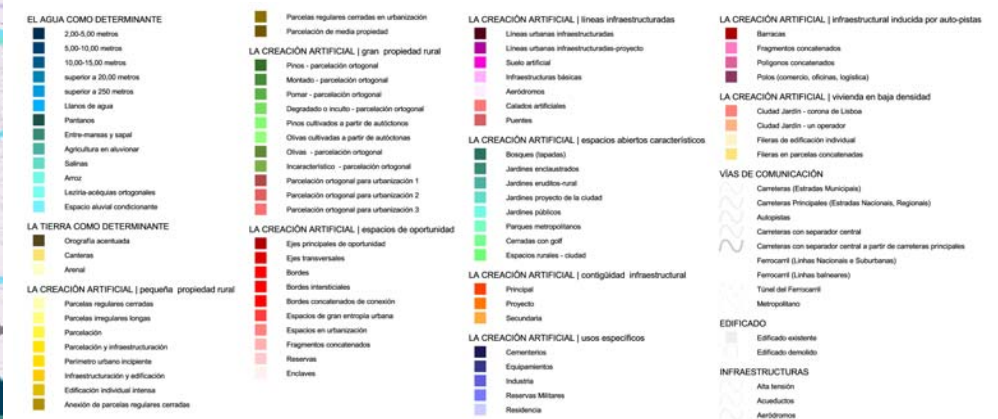 EL AGUA COMO DETERMINANTE
2,00-5,00 metros
5,00-10,00 metros
10,00-15,00 metros
superior a 20,00 metros
superior a 250 metros
Llanos de agua
Pantanos
Entre-mareas y sapal
Agricultura en aluvionar
Salinas
Arroz
Leziria-acéquias ortogonales
Espacio aluvial condicionante
LA TIERRA COMO DETERMINANTE
Orografía acentuada
Canteras
Arenal
LA CREACIÓN ARTIFICIAL | pequeña propiedad rural
Parcelas regulares cerradas
Parcelas irregulares longas
Parcelación
Parcelación y infraestructuración
Perímetro urbano incipiente
Infraestructuración y edificación
Edificación individual intensa
Anexión de parcelas regulares cerradas
Parcelas regulares cerradas en urbanización
Parcelación de media propiedad
LA CREACIÓN ARTIFICIAL | gran propiedad rural
Pinos - parcelación ortogonal
Montado - parcelación ortogonal
Pomar - parcelación ortogonal
Degradado o inculto - parcelación ortogonal
Pinos cultivados a partir de autóctonos
Olivas cultivadas a partir de autóctonas
Olivas - parcelación ortogonal
Incaracterístico - parcelación ortogonal
Parcelación ortogonal para urbanización 1
Parcelación ortogonal para urbanización 2
Parcelación ortogonal para urbanización 3
LA CREACIÓN ARTIFICIAL | espacios de oportunidad
Ejes principales de oportunidad
Ejes transversales
Bordes
Bordes intersticiales
Bordes concatenados de conexión
Espacios de gran entropia urbana
Espacios en urbanización
Fragmentos concatenados
Reservas
Enclaves
LA CREACIÓN ARTIFICIAL | líneas infraestructuradas
Líneas urbanas infraestructuradas
Líneas urbanas infraestructuradas-proyecto
Suelo artificial
Infraestructuras básicas
Aeródromos
Calados artificiales
Puentes
LA CREACIÓN ARTIFICIAL | espacios abiertos característicos
Bosques (tapadas)
Jardines enclaustrados
Jardines eruditos-rural
Jardines proyecto de la ciudad
Jardines públicos
Parques metropolitanos
Cerradas con golf
Espacios rurales - ciudad
LA CREACIÓN ARTIFICIAL | contigüidad infraestructural
Principal
Proyecto
Secundaria
LA CREACIÓN ARTIFICIAL | usos específicos
Cementerios
Equipamientos
Industria
Reservas Militares
Residencia
LA CREACIÓN ARTIFICIAL | infraestructural inducida por auto-pistas
Barracas
Fragmentos concatenados
Polígonos concatenados
Polos (comercio, oficinas, logística)
LA CREACIÓN ARTIFICIAL | vivienda en baja densidad
Ciudad Jardín - corona de Lisboa
Ciudad Jardín - un operador
Fileras de edificación individual
Fileras en parcelas concatenadas
VÍAS DE COMUNICACIÓN
Carreteras (Estradas Municipais)
Carreteras Principales (Estradas Nacionais, Regionais)
Autopistas
Carreteras con separador central
Carreteras con separador central a partir de carreteras principales
Ferrocarril (Linhas Nacionais e Suburbanas)
Ferrocarril (Linhas balneares)
Túnel del Ferrocarril
Metropolitano
EDIFICADO
Edificado existente
Edificado demolido
INFRAESTRUCTURAS
Alta tensión
Acueductos
Aeródromos